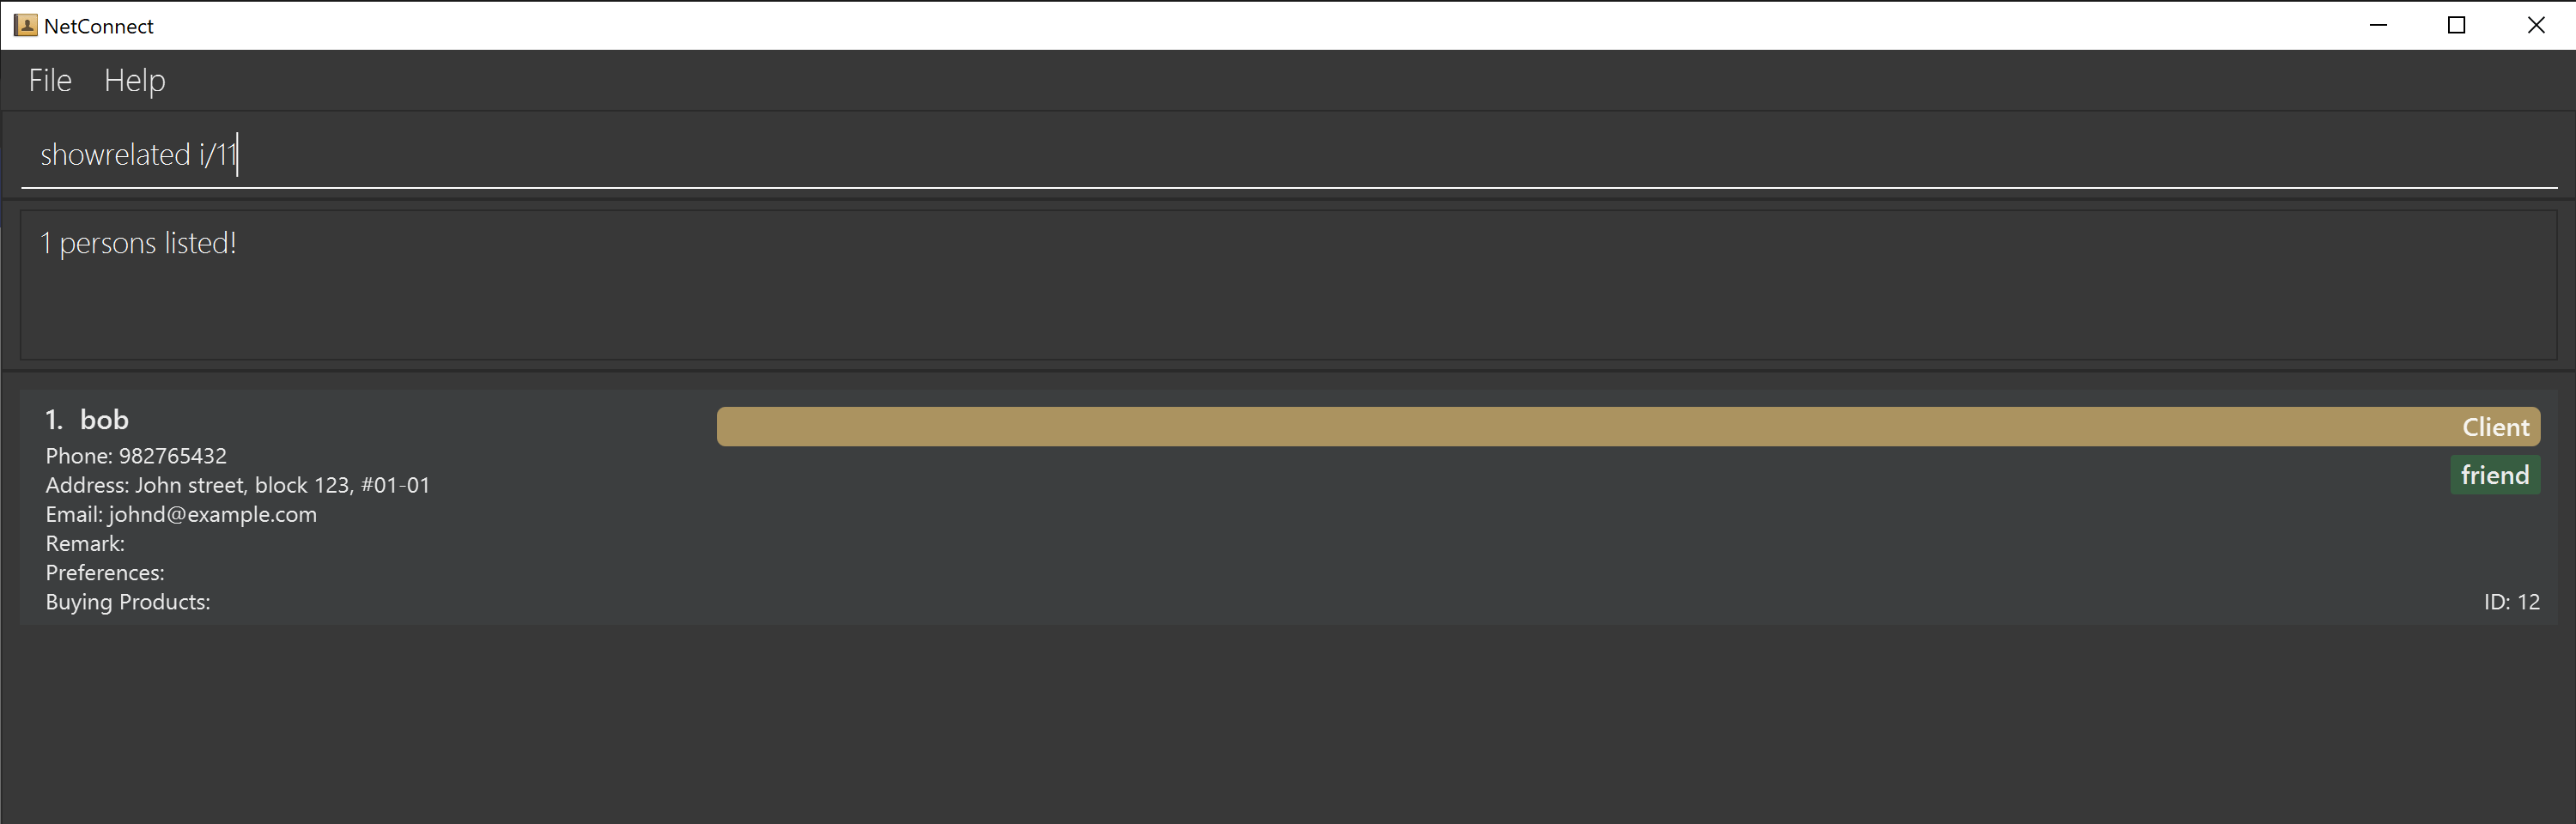 NetConnect
File Help
showrelated i/11
1 persons listed!
1. bob
Client
Phone: 982765432
friend
Address: John street, block 123, #01-01
Email: johnd@example.com
Remark:
Preferences:
Buying Products:
ID: 12